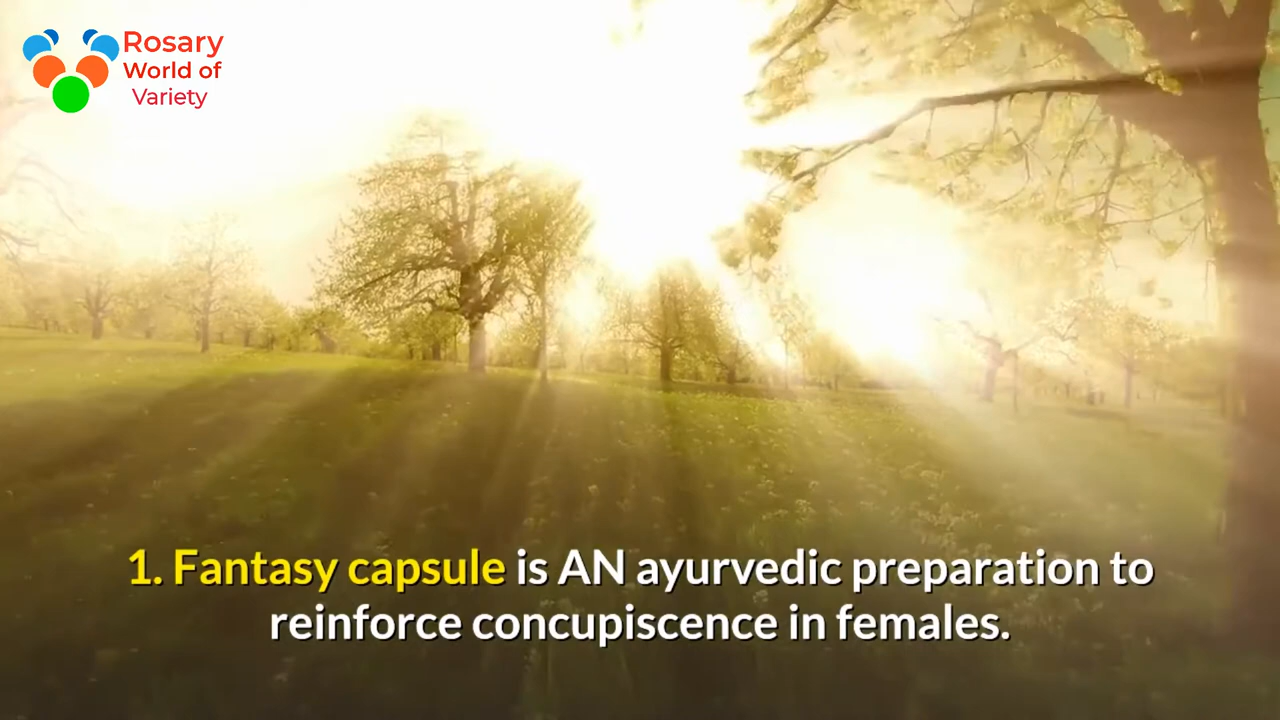 Rosary
World of
Variety
1. Fantasy capsule is AN ayurvedic preparation to
reinforce concupiscence in females.